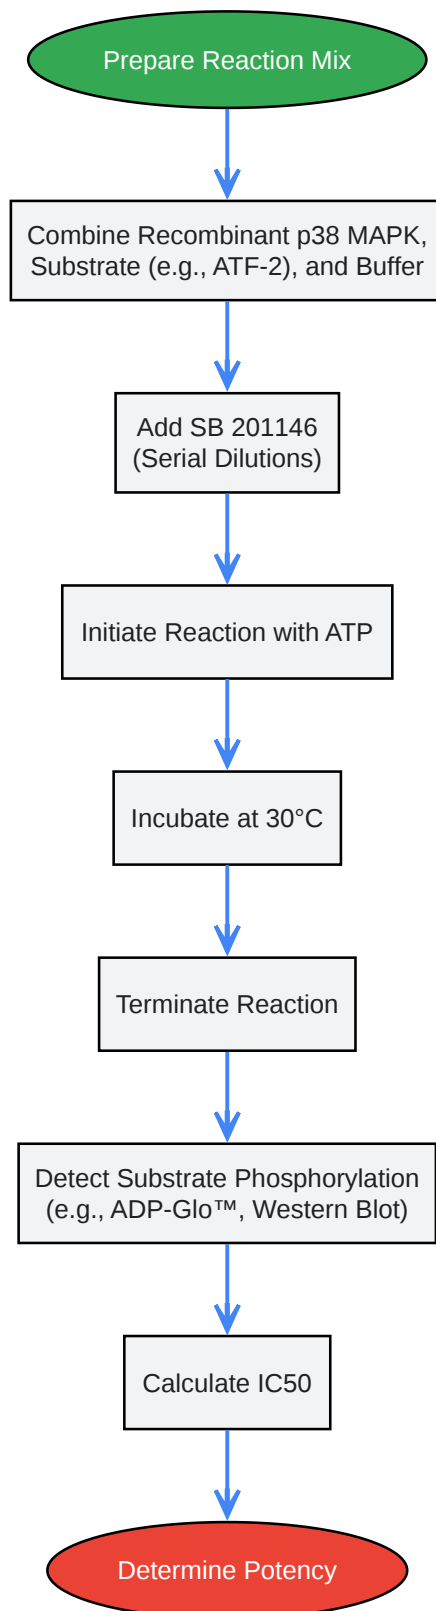 Prepare Reaction Mix
Combine Recombinant p38 MAPK,
Substrate (e.g., ATF-2), and Buffer
Add SB 201146
(Serial Dilutions)
Initiate Reaction with ATP
Incubate at 30°C
Terminate Reaction
Detect Substrate Phosphorylation
(e.g., ADP-Glo™, Western Blot)
Calculate IC50
Determine Potency